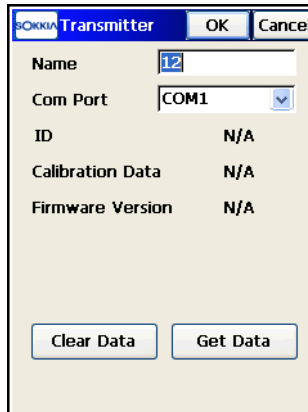 SOKKIA Transmitter OK Cance
Name 12
Com Port COM1
ID N/A
Calibration Data N/A
Firmware Version N/A
Clear Data Get Data